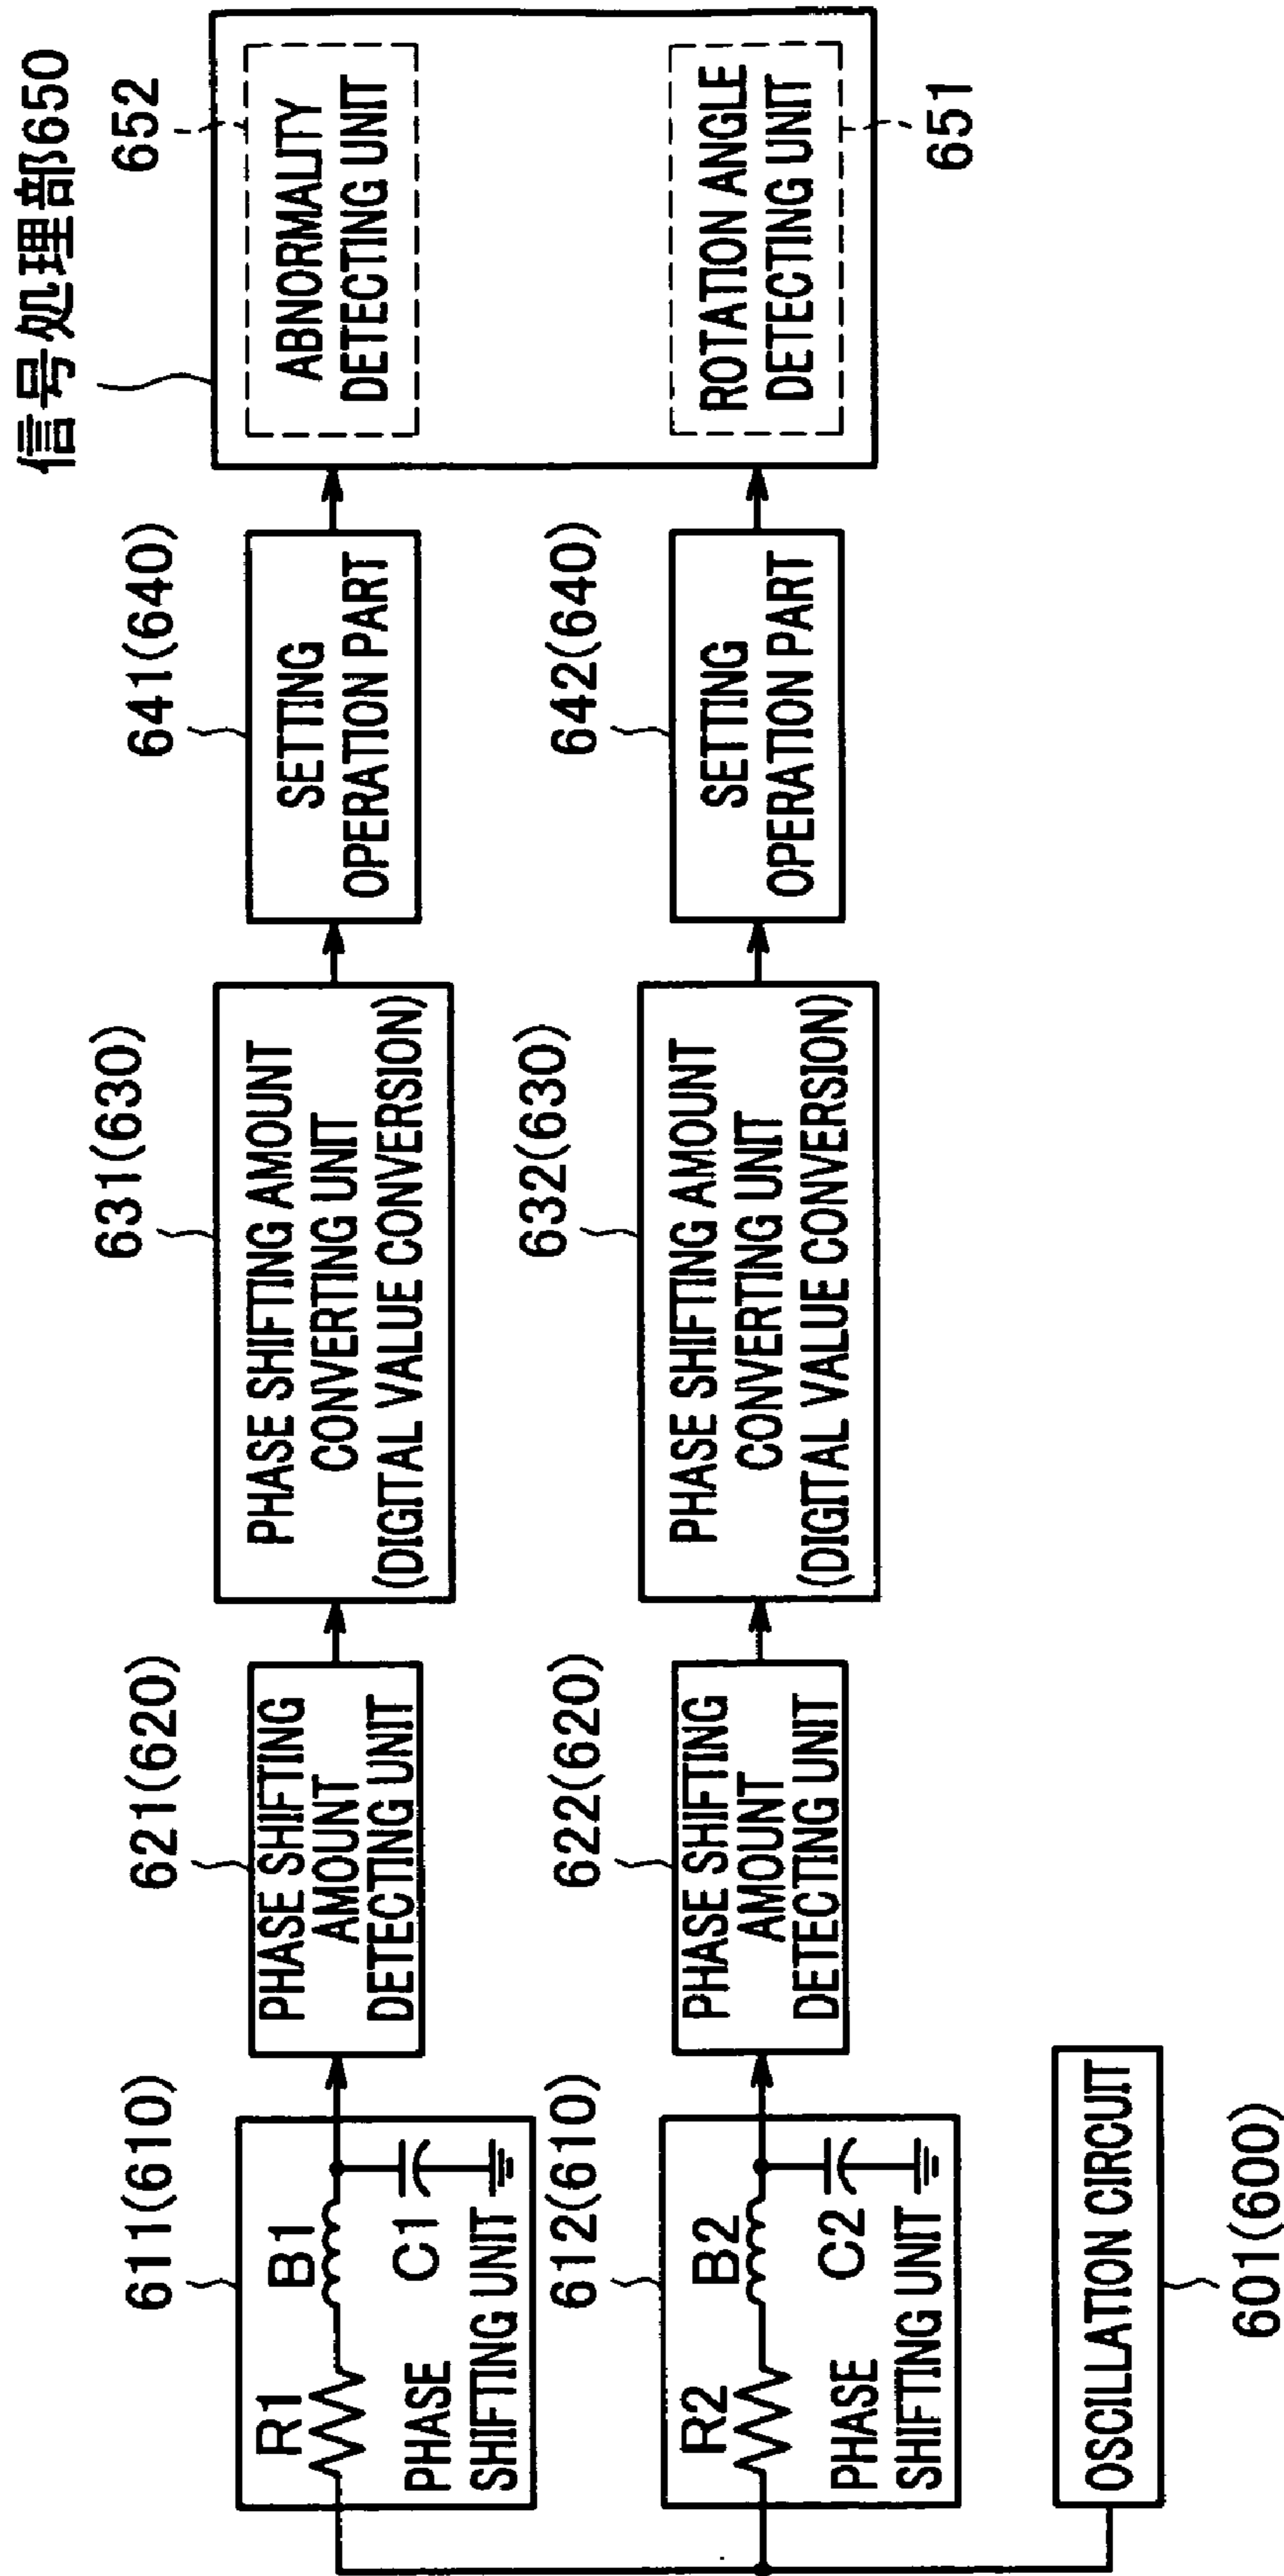 信号処理部650
652
ABNORMALITY
DETECTING UNIT
ROTATION ANGLE
DETECTING UNIT
651
641(640)
SETTING
OPERATION PART
642(640)
SETTING
OPERATION PART
631(630)
PHASE SHIFTING AMOUNT
CONVERTING UNIT
(DIGITAL VALUE CONVERSION)
632(630)
PHASE SHIFTING AMOUNT
CONVERTING UNIT
(DIGITAL VALUE CONVERSION)
621(620)
PHASE SHIFTING
AMOUNT
DETECTING UNIT
622(620)
PHASE SHIFTING
AMOUNT
DETECTING UNIT
611(610)
R1
B1
C1
PHASE
SHIFTING UNIT
612(610)
R2
B2
C2
PHASE
SHIFTING UNIT
OSCILLATION CIRCUIT
601(600)